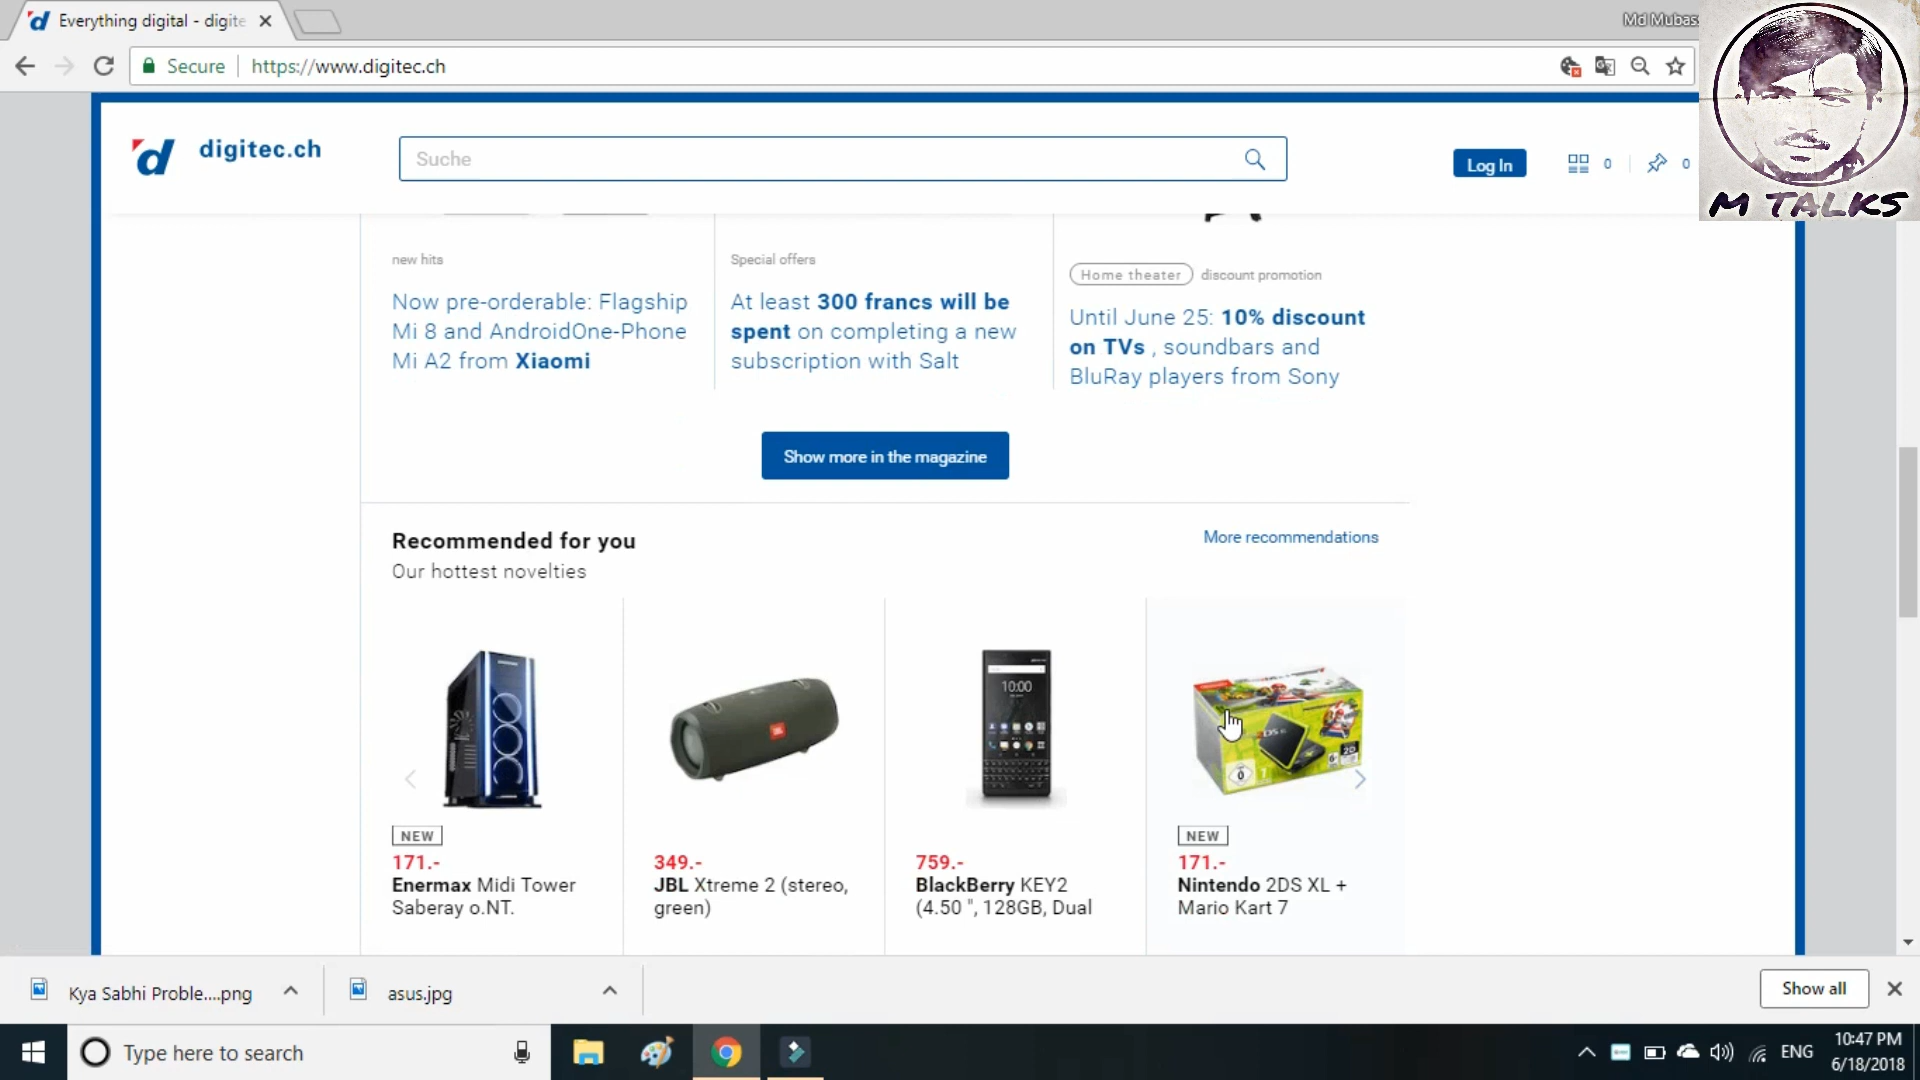 Everything digital - digite
Md Mubas
Secure
https://www.digitec.ch
M TALKS
digitec.ch
Suche
Log In
0
0
new hits
Now pre-orderable: Flagship
Mi 8 and AndroidOne-Phone
Mi A2 from Xiaomi
Special offers
At least 300 francs will be
spent on completing a new
subscription with Salt
Home theater discount promotion
Until June 25: 10% discount
on TVs , soundbars and
BluRay players from Sony
Show more in the magazine
Recommended for you
More recommendations
Our hottest novelties
10:00
NEW
171.-
Enermax Midi Tower
Saberay o.NT.
349.-
JBL Xtreme 2 (stereo,
green)
759.-
BlackBerry KEY2
(4.50 ", 128GB, Dual
NEW
171.-
Nintendo 2DS XL +
Mario Kart 7
Kya Sabhi Proble....png
asus.jpg
Show all
Type here to search
ENG
10:47 PM
6/18/2018